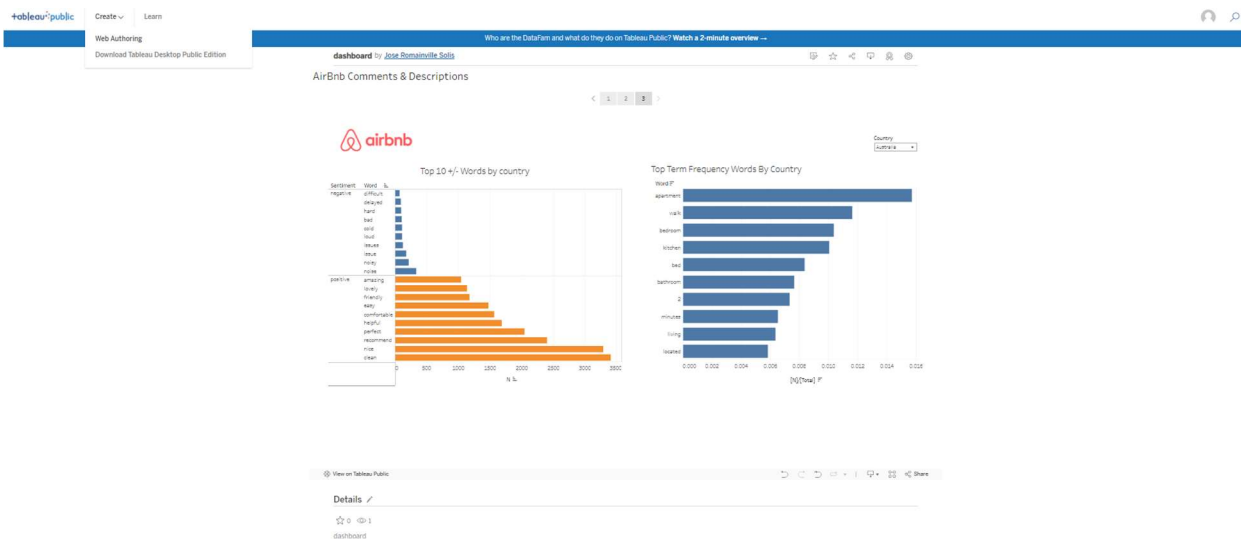 +ableau public
Create
Learn
Web Authoring
Download Tableau Desktop Public Edition
Who are the DataFam and what do they do on Tableau Public? Watch a 2-minute overview →
dashboard by Jose Romainville Solis
AirBnb Comments & Descriptions
< 1 2 3 >
airbnb
Country
Australia
Top 10 +/- Words by country
Sentiment Word
negative difficult
delayed
hard
bad
cold
loud
issues
issue
noisy
noise
positive amazing
lovely
friendly
easy
comfortable
helpful
perfect
recommend
nice
clean
0 500 1000 1500 2000 2500 3000 3500
N
Top Term Frequency Words By Country
Word
apartment
walk
bedroom
kitchen
bed
bathroom
2
minutes
living
located
0.000 0.002 0.004 0.006 0.008 0.010 0.012 0.014 0.016
[N]/[Total]
View on Tableau Public
Share
Details
0 1
dashboard